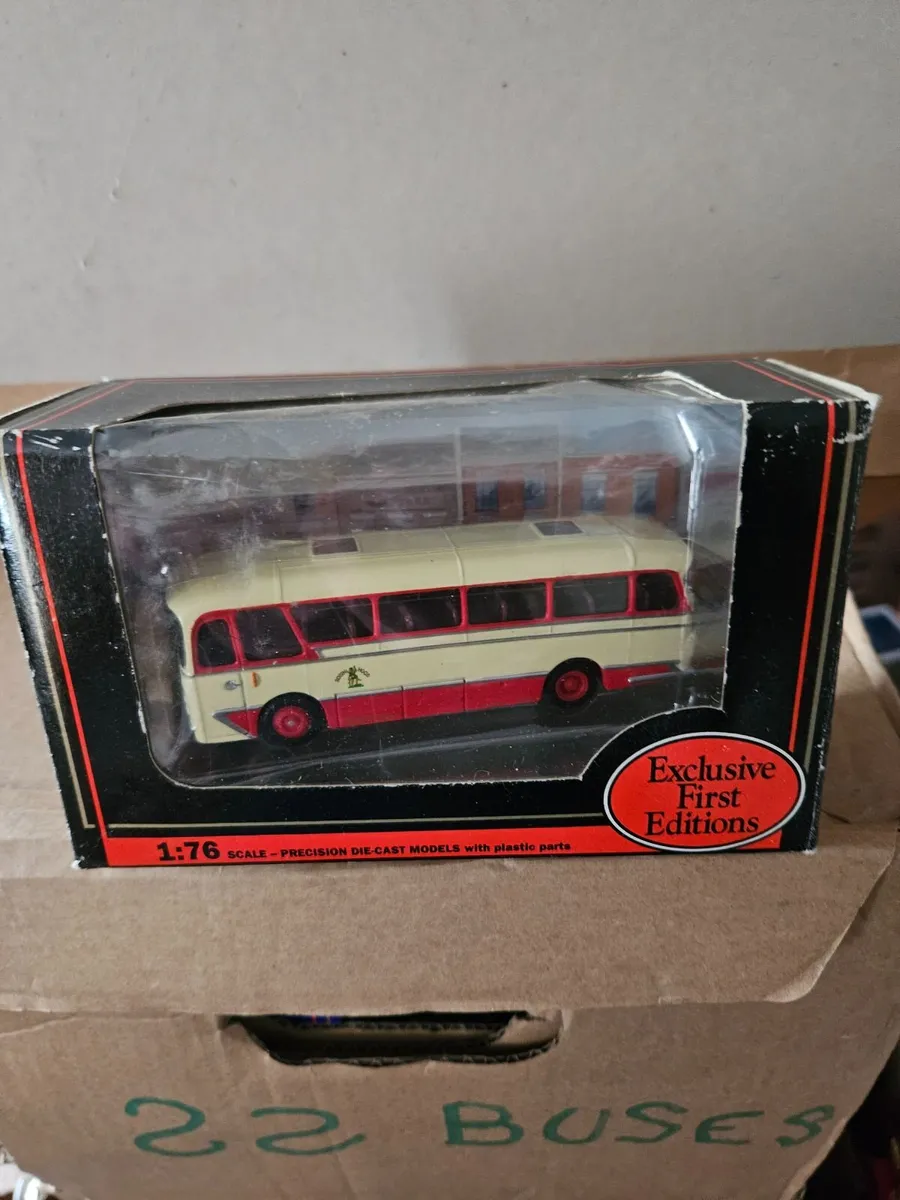 Exclusive
First
Editions
1:76 SCALE – PRECISION DIE-CAST MODELS with plastic parts
22 BUSES